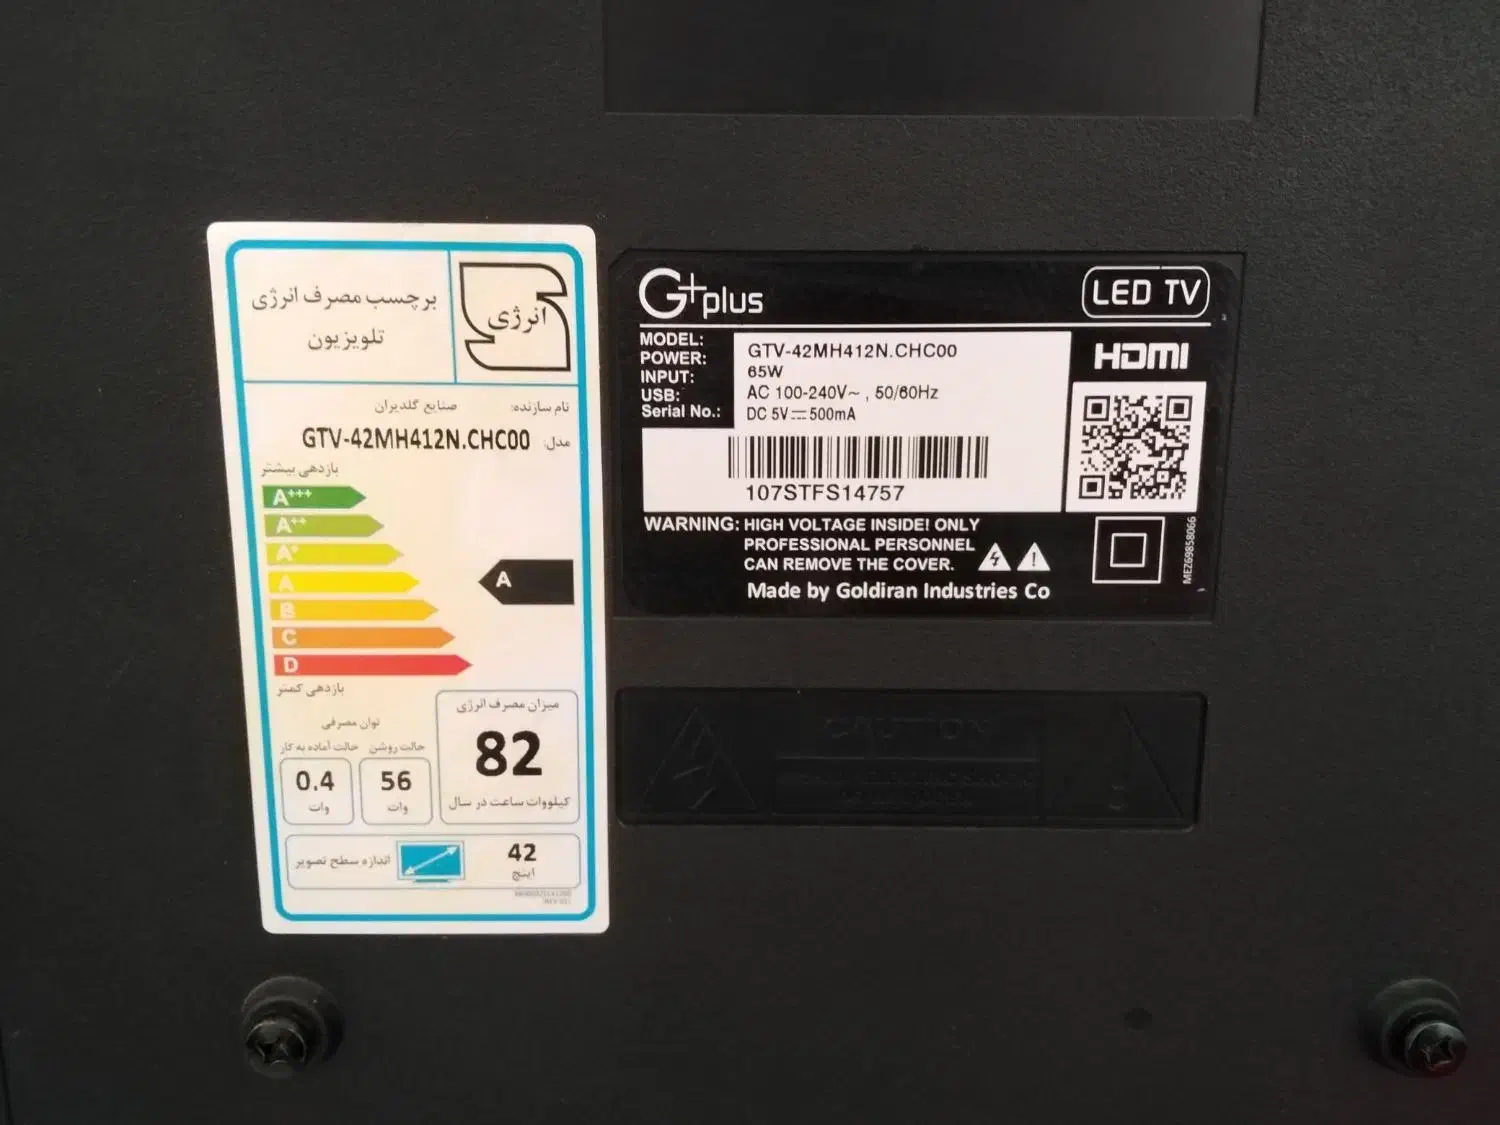 برچسب مصرف انرژی
تلویزیون
انرژی
نام سازنده: صنایع گلدیران
مدل: GTV-42MH412N.CHC00
بازدهی بیشتر
A+++
A++
A+
A
B
C
D
A
بازدهی کمتر
میزان مصرف انرژی
82
کیلووات ساعت در سال
توان مصرفی
حالت روشن
56
وات
حالت آماده به کار
0.4
وات
اندازه سطح تصویر
42
اینچ
G+plus
LED TV
HDMI
MODEL: GTV-42MH412N.CHC00
POWER: 65W
INPUT: AC 100-240V~ , 50/60Hz
USB: DC 5V⎓500mA
Serial No.:
107STFS14757
WARNING: HIGH VOLTAGE INSIDE! ONLY
PROFESSIONAL PERSONNEL
CAN REMOVE THE COVER.
Made by Goldiran Industries Co
MEZ69858066
CAUTION